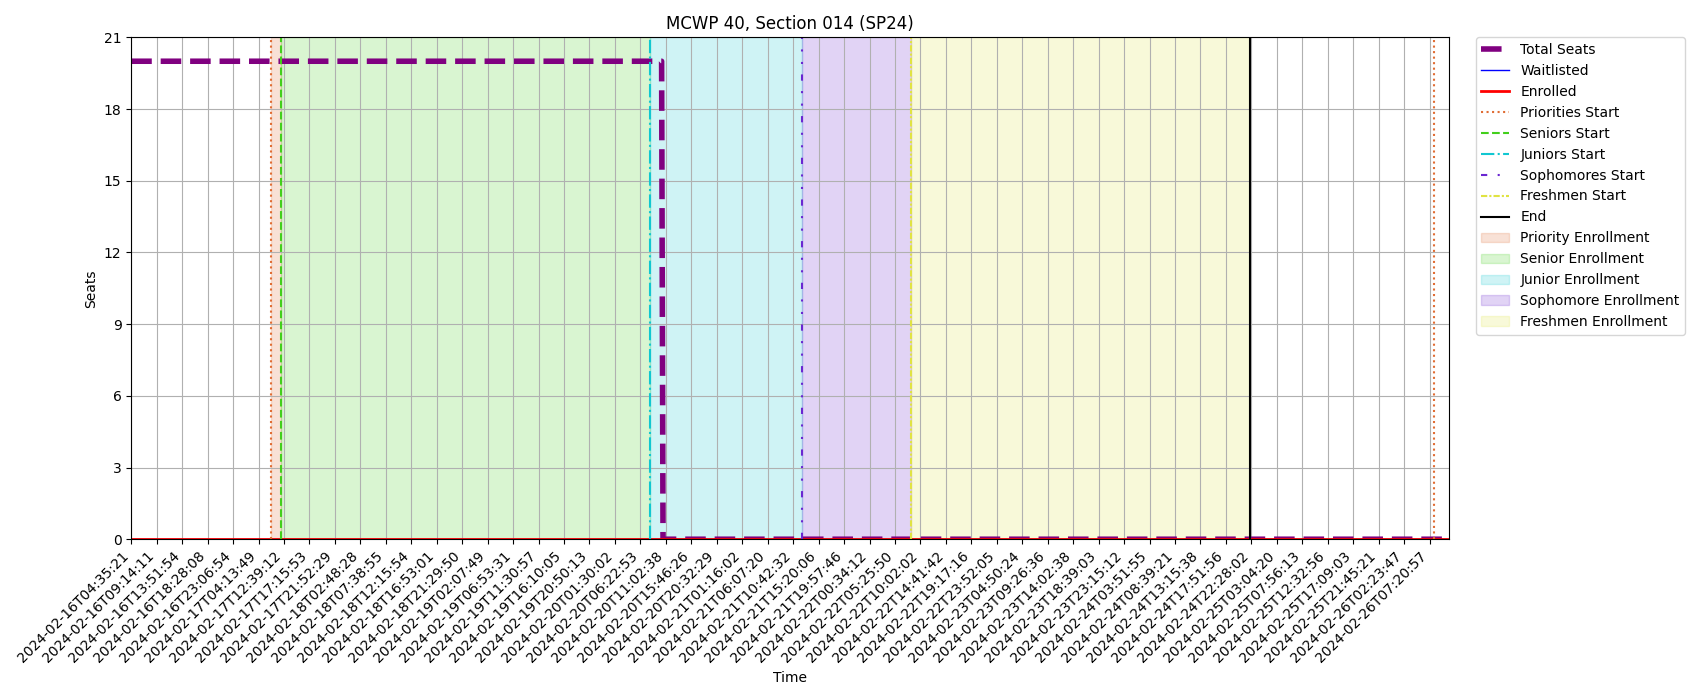 MCWP 40, Section 014 (SP24)
Seats
21
18
15
12
9
6
3
0
2024-02-16T04:35:21
2024-02-16T09:14:11
2024-02-16T13:51:54
2024-02-16T18:28:08
2024-02-16T23:06:54
2024-02-17T04:13:49
2024-02-17T12:39:12
2024-02-17T17:15:53
2024-02-17T21:52:29
2024-02-18T02:48:28
2024-02-18T07:38:55
2024-02-18T12:15:54
2024-02-18T16:53:01
2024-02-18T21:29:50
2024-02-19T02:07:49
2024-02-19T06:53:31
2024-02-19T11:30:57
2024-02-19T16:10:05
2024-02-19T20:50:13
2024-02-20T01:30:02
2024-02-20T06:22:53
2024-02-20T11:02:38
2024-02-20T15:46:26
2024-02-20T20:32:29
2024-02-21T01:16:02
2024-02-21T06:07:20
2024-02-21T10:42:32
2024-02-21T15:20:06
2024-02-21T19:57:46
2024-02-22T00:34:12
2024-02-22T05:25:50
2024-02-22T10:02:02
2024-02-22T14:41:42
2024-02-22T19:17:16
2024-02-22T23:52:05
2024-02-23T04:50:24
2024-02-23T09:26:36
2024-02-23T14:02:38
2024-02-23T18:39:03
2024-02-23T23:15:12
2024-02-24T03:51:55
2024-02-24T08:39:21
2024-02-24T13:15:38
2024-02-24T17:51:56
2024-02-24T22:28:02
2024-02-25T03:04:20
2024-02-25T07:56:13
2024-02-25T12:32:56
2024-02-25T17:09:03
2024-02-25T21:45:21
2024-02-26T02:23:47
2024-02-26T07:20:57
Time
Total Seats
Waitlisted
Enrolled
Priorities Start
Seniors Start
Juniors Start
Sophomores Start
Freshmen Start
End
Priority Enrollment
Senior Enrollment
Junior Enrollment
Sophomore Enrollment
Freshmen Enrollment